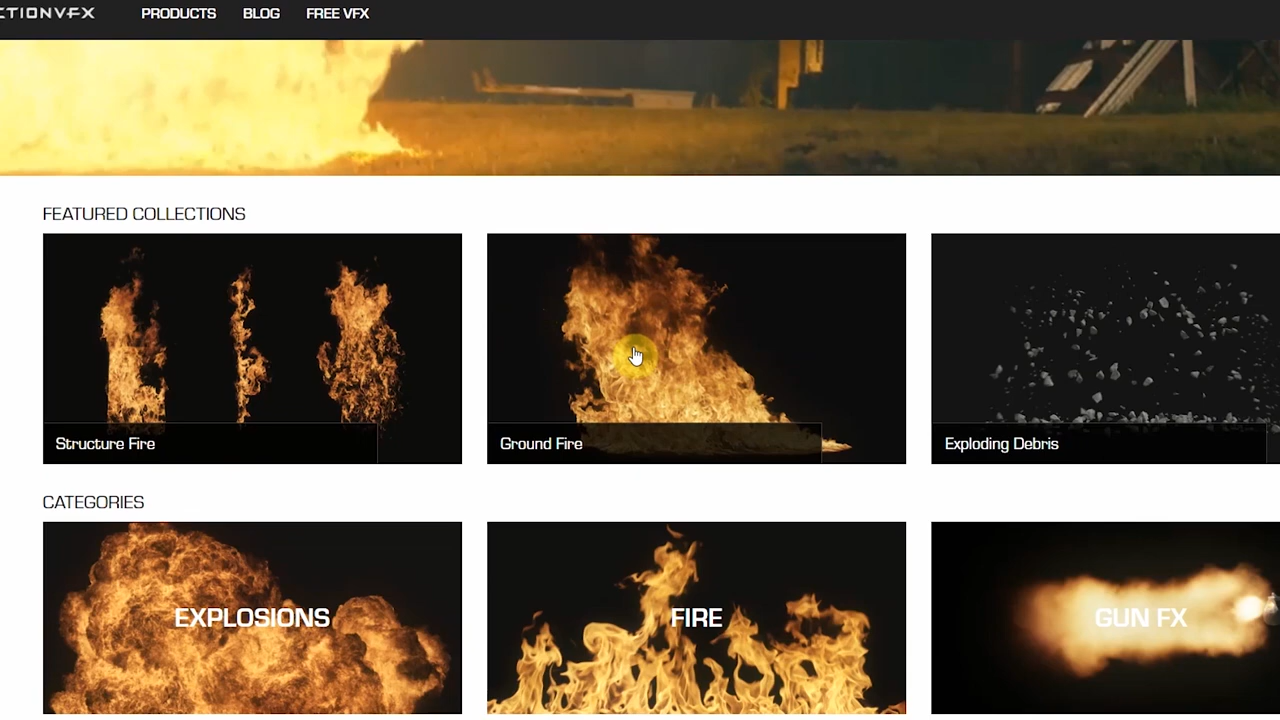 CTIONVFX PRODUCTS BLOG FREE VFX
FEATURED COLLECTIONS
Structure Fire
Ground Fire
Exploding Debris
CATEGORIES
EXPLOSIONS
FIRE
GUN FX